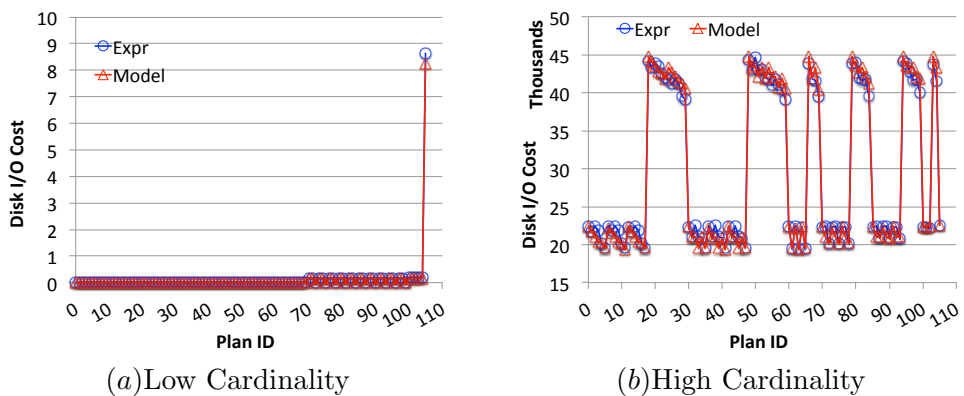 10
9
8
7
6
5
4
3
2
1
0
Disk I/O Cost
Expr
Model
0 10 20 30 40 50 60 70 80 90 100 110
Plan ID
(a)Low Cardinality
50
45
40
35
30
25
20
15
Thousands
Disk I/O Cost
Expr Model
0 10 20 30 40 50 60 70 80 90 100 110
Plan ID
(b)High Cardinality